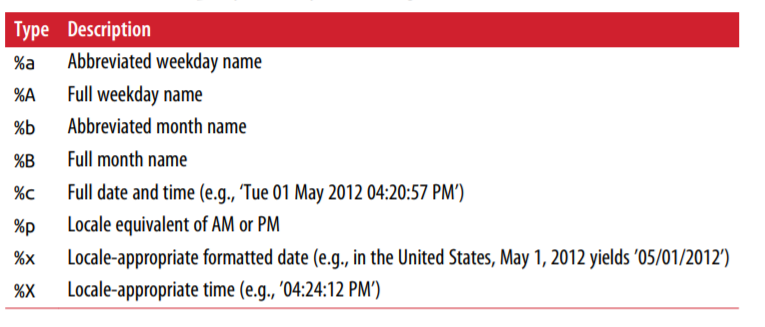 Type Description
%a Abbreviated weekday name
%A Full weekday name
%b Abbreviated month name
%B Full month name
%c Full date and time (e.g., ‘Tue 01 May 2012 04:20:57 PM’)
%p Locale equivalent of AM or PM
%x Locale-appropriate formatted date (e.g., in the United States, May 1, 2012 yields ’05/01/2012’)
%X Locale-appropriate time (e.g., ’04:24:12 PM’)